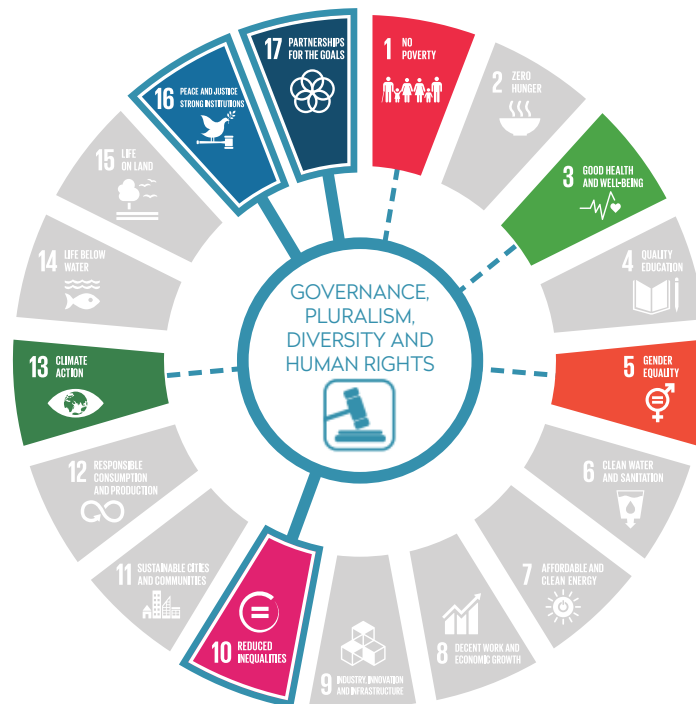 17 PARTNERSHIPS
FOR THE GOALS
1 NO
POVERTY
2 ZERO
HUNGER
3 GOOD HEALTH
AND WELL-BEING
4 QUALITY
EDUCATION
5 GENDER
EQUALITY
6 CLEAN WATER
AND SANITATION
7 AFFORDABLE AND
CLEAN ENERGY
8 DECENT WORK AND
ECONOMIC GROWTH
9 INDUSTRY, INNOVATION
AND INFRASTRUCTURE
10 REDUCED
INEQUALITIES
11 SUSTAINABLE CITIES
AND COMMUNITIES
12 RESPONSIBLE
CONSUMPTION
AND PRODUCTION
13 CLIMATE
ACTION
14 LIFE BELOW
WATER
15 LIFE
ON LAND
16 PEACE AND JUSTICE
STRONG INSTITUTIONS
GOVERNANCE,
PLURALISM,
DIVERSITY AND
HUMAN RIGHTS